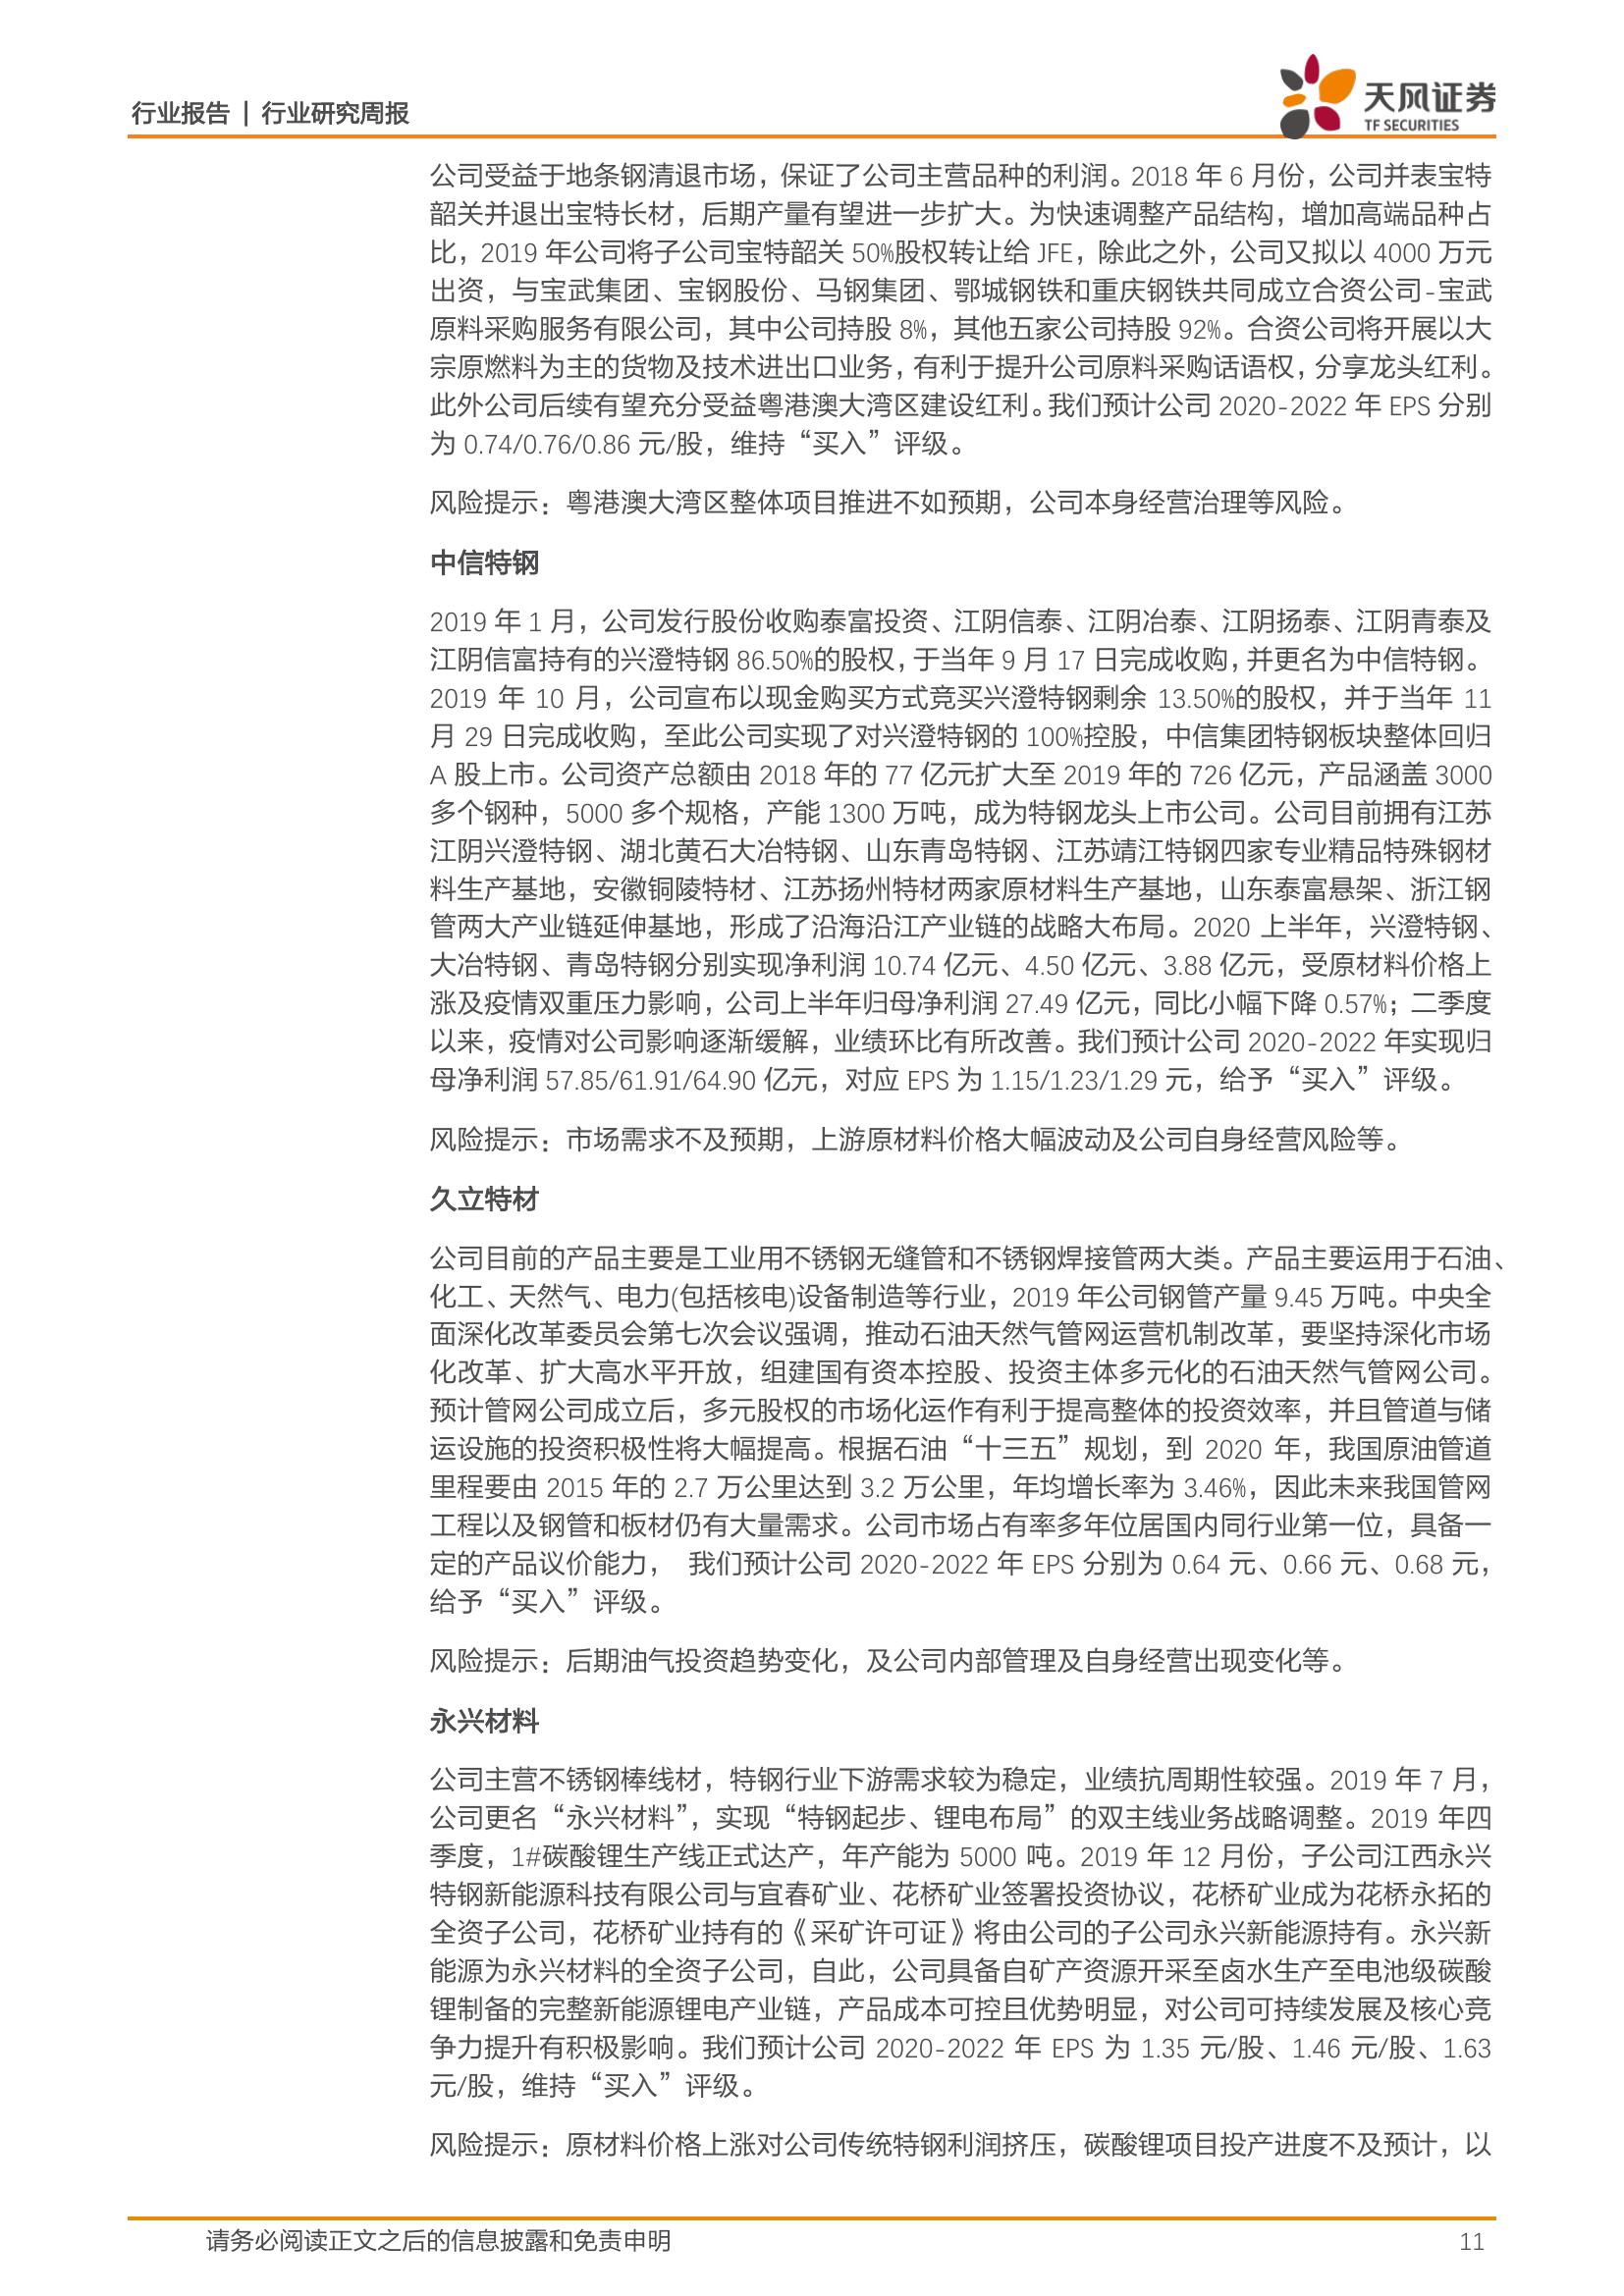 行业报告 | 行业研究周报
天风证券
TF SECURITIES
公司受益于地条钢清退市场，保证了公司主营品种的利润。2018 年 6 月份，公司并表宝特
韶关并退出宝特长材，后期产量有望进一步扩大。为快速调整产品结构，增加高端品种占
比，2019 年公司将子公司宝特韶关 50%股权转让给 JFE，除此之外，公司又拟以 4000 万元
出资，与宝武集团、宝钢股份、马钢集团、鄂城钢铁和重庆钢铁共同成立合资公司-宝武
原料采购服务有限公司，其中公司持股 8%，其他五家公司持股 92%。合资公司将开展以大
宗原燃料为主的货物及技术进出口业务，有利于提升公司原料采购话语权，分享龙头红利。
此外公司后续有望充分受益粤港澳大湾区建设红利。我们预计公司 2020-2022 年 EPS 分别
为 0.74/0.76/0.86 元/股，维持“买入”评级。
风险提示：粤港澳大湾区整体项目推进不如预期，公司本身经营治理等风险。
中信特钢
2019 年 1 月，公司发行股份收购泰富投资、江阴信泰、江阴冶泰、江阴扬泰、江阴青泰及
江阴信富持有的兴澄特钢 86.50%的股权，于当年 9 月 17 日完成收购，并更名为中信特钢。
2019 年 10 月，公司宣布以现金购买方式竞买兴澄特钢剩余 13.50%的股权，并于当年 11
月 29 日完成收购，至此公司实现了对兴澄特钢的 100%控股，中信集团特钢板块整体回归
A 股上市。公司资产总额由 2018 年的 77 亿元扩大至 2019 年的 726 亿元，产品涵盖 3000
多个钢种，5000 多个规格，产能 1300 万吨，成为特钢龙头上市公司。公司目前拥有江苏
江阴兴澄特钢、湖北黄石大冶特钢、山东青岛特钢、江苏靖江特钢四家专业精品特殊钢材
料生产基地，安徽铜陵特材、江苏扬州特材两家原材料生产基地，山东泰富悬架、浙江钢
管两大产业链延伸基地，形成了沿海沿江产业链的战略大布局。2020 上半年，兴澄特钢、
大冶特钢、青岛特钢分别实现净利润 10.74 亿元、4.50 亿元、3.88 亿元，受原材料价格上
涨及疫情双重压力影响，公司上半年归母净利润 27.49 亿元，同比小幅下降 0.57%；二季度
以来，疫情对公司影响逐渐缓解，业绩环比有所改善。我们预计公司 2020-2022 年实现归
母净利润 57.85/61.91/64.90 亿元，对应 EPS 为 1.15/1.23/1.29 元，给予“买入”评级。
风险提示：市场需求不及预期，上游原材料价格大幅波动及公司自身经营风险等。
久立特材
公司目前的产品主要是工业用不锈钢无缝管和不锈钢焊接管两大类。产品主要运用于石油、
化工、天然气、电力(包括核电)设备制造等行业，2019 年公司钢管产量 9.45 万吨。中央全
面深化改革委员会第七次会议强调，推动石油天然气管网运营机制改革，要坚持深化市场
化改革、扩大高水平开放，组建国有资本控股、投资主体多元化的石油天然气管网公司。
预计管网公司成立后，多元股权的市场化运作有利于提高整体的投资效率，并且管道与储
运设施的投资积极性将大幅提高。根据石油“十三五”规划，到 2020 年，我国原油管道
里程要由 2015 年的 2.7 万公里达到 3.2 万公里，年均增长率为 3.46%，因此未来我国管网
工程以及钢管和板材仍有大量需求。公司市场占有率多年位居国内同行业第一位，具备一
定的产品议价能力， 我们预计公司 2020-2022 年 EPS 分别为 0.64 元、0.66 元、0.68 元，
给予“买入”评级。
风险提示：后期油气投资趋势变化，及公司内部管理及自身经营出现变化等。
永兴材料
公司主营不锈钢棒线材，特钢行业下游需求较为稳定，业绩抗周期性较强。2019 年 7 月，
公司更名“永兴材料”，实现“特钢起步、锂电布局”的双主线业务战略调整。2019 年四
季度，1#碳酸锂生产线正式达产，年产能为 5000 吨。2019 年 12 月份，子公司江西永兴
特钢新能源科技有限公司与宜春矿业、花桥矿业签署投资协议，花桥矿业成为花桥永拓的
全资子公司，花桥矿业持有的《采矿许可证》将由公司的子公司永兴新能源持有。永兴新
能源为永兴材料的全资子公司，自此，公司具备自矿产资源开采至卤水生产至电池级碳酸
锂制备的完整新能源锂电产业链，产品成本可控且优势明显，对公司可持续发展及核心竞
争力提升有积极影响。我们预计公司 2020-2022 年 EPS 为 1.35 元/股、1.46 元/股、1.63
元/股，维持“买入”评级。
风险提示：原材料价格上涨对公司传统特钢利润挤压，碳酸锂项目投产进度不及预计，以
请务必阅读正文之后的信息披露和免责申明
11